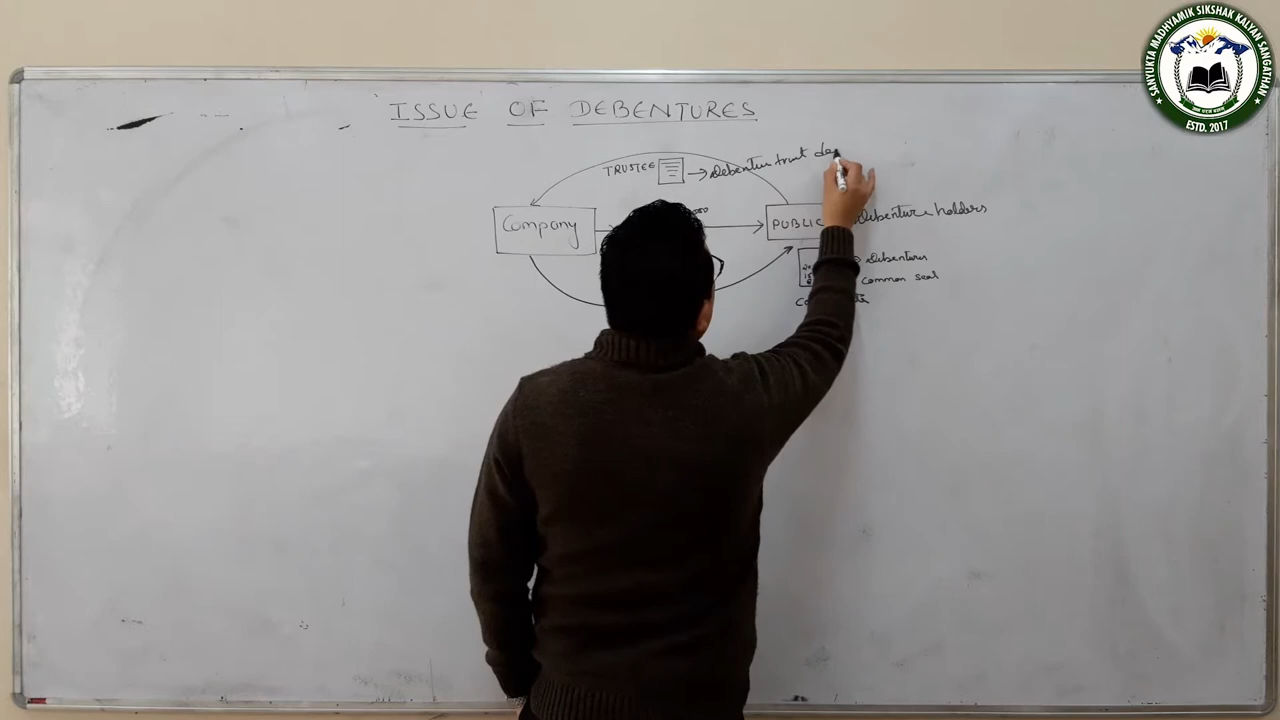 SANYUKTA MADHYAMIK SIKSHAK KALYAN SANGATHAN
ESTD. 2017
ISSUE OF DEBENTURES
TRUSTEE → Debenture trust de
Company
PUBLIC
Debenture holders
Debenture
common seal